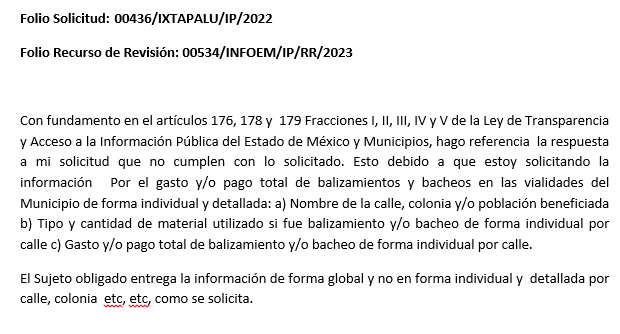 Folio Solicitud: 00436/IXTAPALU/IP/2022
Folio Recurso de Revisión: 00534/INFOEM/IP/RR/2023
Con fundamento en el artículos 176, 178 y 179 Fracciones I, II, III, IV y V de la Ley de Transparencia
y Acceso a la Información Pública del Estado de México y Municipios, hago referencia la respuesta
a mi solicitud que no cumplen con lo solicitado. Esto debido a que estoy solicitando la
información Por el gasto y/o pago total de balizamientos y bacheos en las vialidades del
Municipio de forma individual y detallada: a) Nombre de la calle, colonia y/o población beneficiada
b) Tipo y cantidad de material utilizado si fue balizamiento y/o bacheo de forma individual por
calle c) Gasto y/o pago total de balizamiento y/o bacheo de forma individual por calle.
El Sujeto obligado entrega la información de forma global y no en forma individual y detallada por
calle, colonia etc, etc, como se solicita.